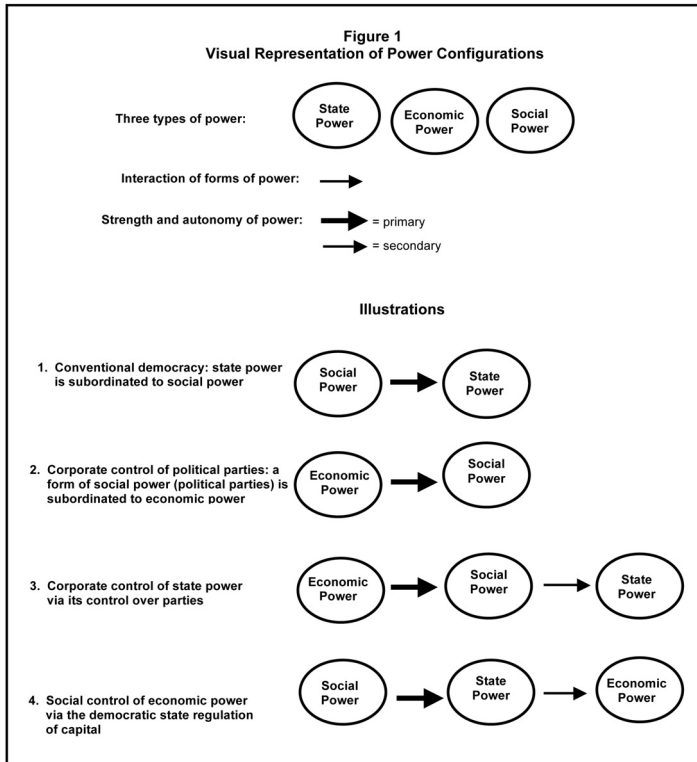 Figure 1
Visual Representation of Power Configurations
Three types of power:
State
Power
Economic
Power
Social
Power
Interaction of forms of power:
Strength and autonomy of power:
= primary
= secondary
Illustrations
1. Conventional democracy: state power
is subordinated to social power
Social
Power
State
Power
2. Corporate control of political parties: a
form of social power (political parties) is
subordinated to economic power
Economic
Power
Social
Power
3. Corporate control of state power
via its control over parties
Economic
Power
Social
Power
State
Power
4. Social control of economic power
via the democratic state regulation
of capital
Social
Power
State
Power
Economic
Power